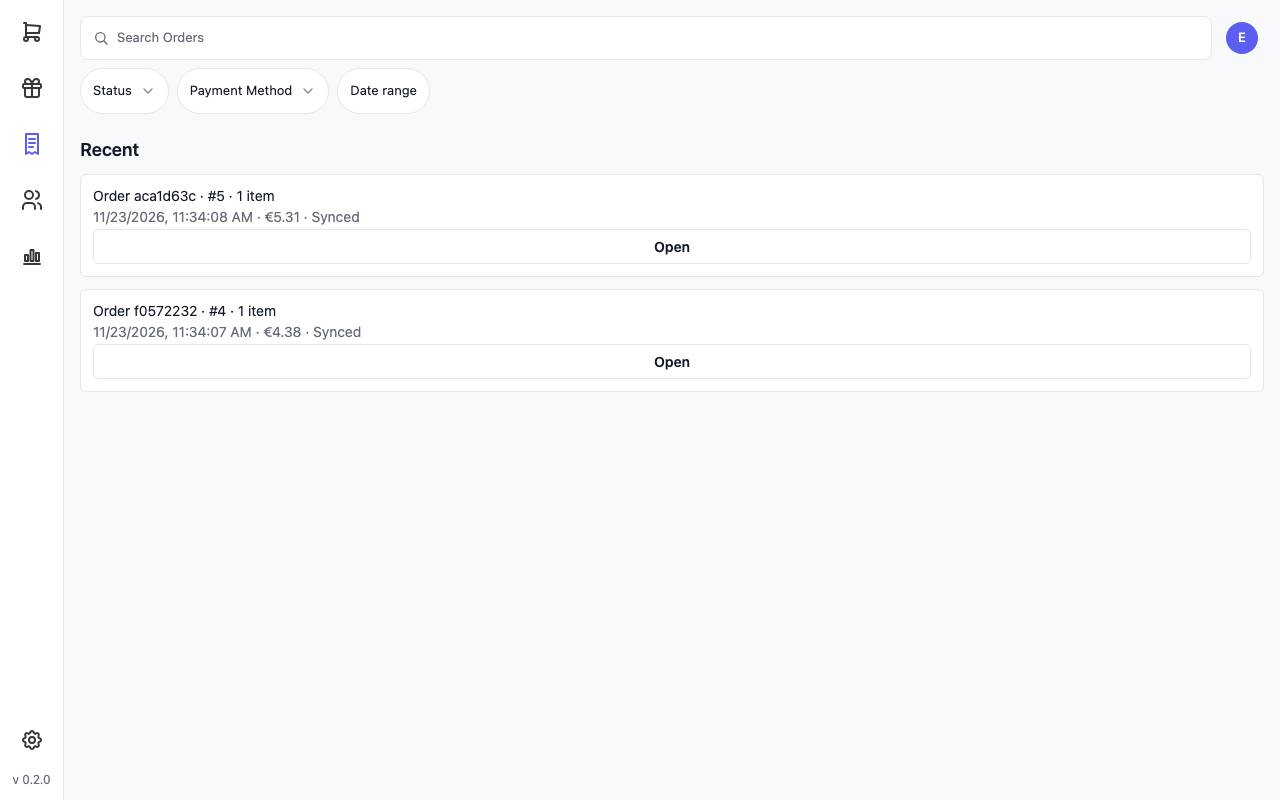 Search Orders
E
Status
Payment Method
Date range
Recent
Order aca1d63c · #5 · 1 item
11/23/2026, 11:34:08 AM · €5.31 · Synced
Open
Order f0572232 · #4 · 1 item
11/23/2026, 11:34:07 AM · €4.38 · Synced
Open
v 0.2.0